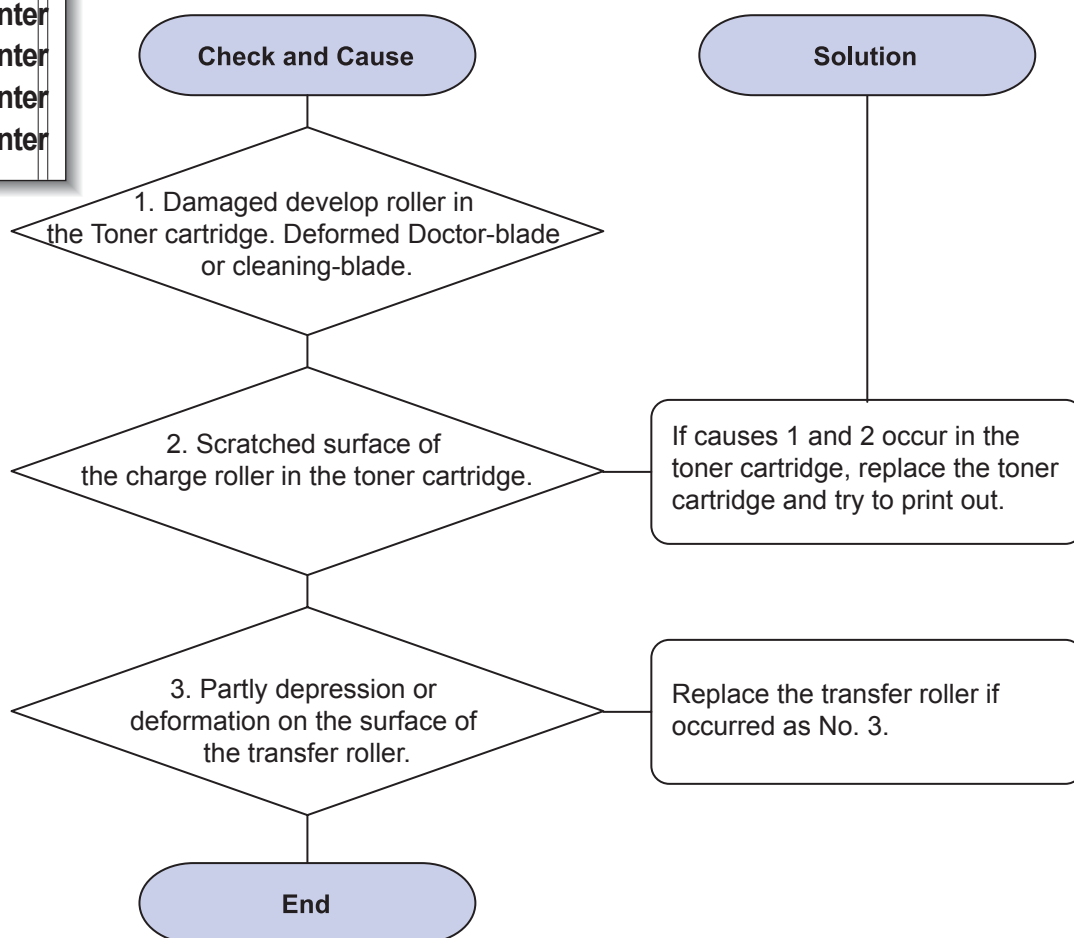 nter
nter
nter
nter
Check and Cause
Solution
1. Damaged develop roller in
the Toner cartridge. Deformed Doctor-blade
or cleaning-blade.
2. Scratched surface of
the charge roller in the toner cartridge.
If causes 1 and 2 occur in the
toner cartridge, replace the toner
cartridge and try to print out.
3. Partly depression or
deformation on the surface of
the transfer roller.
Replace the transfer roller if
occurred as No. 3.
End